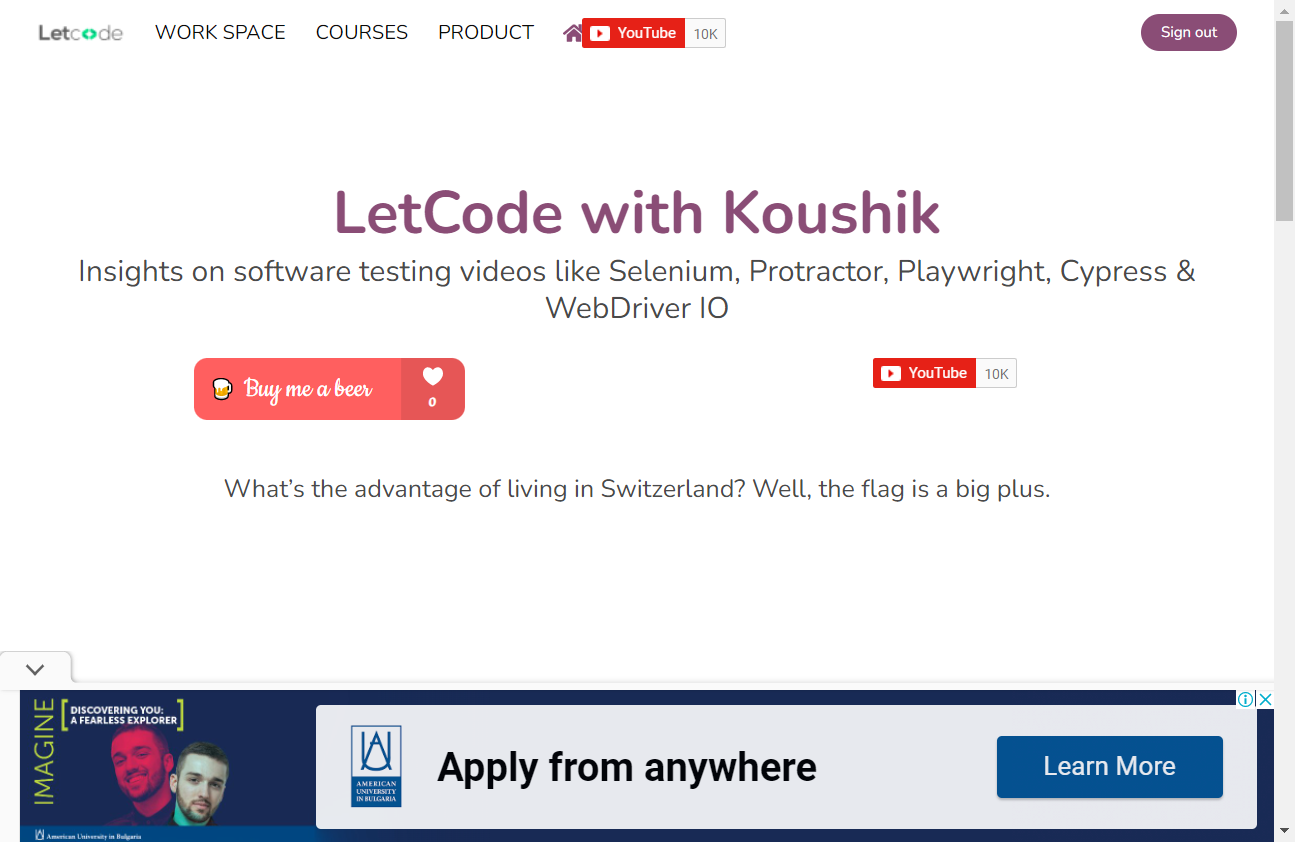 Letcode WORK SPACE COURSES PRODUCT YouTube 10K Sign out
LetCode with Koushik
Insights on software testing videos like Selenium, Protractor, Playwright, Cypress &
WebDriver IO
Buy me a beer 0
YouTube 10K
What’s the advantage of living in Switzerland? Well, the flag is a big plus.
IMAGINE
DISCOVERING YOU:
A FEARLESS EXPLORER
American University in Bulgaria
AMERICAN
UNIVERSITY
IN BULGARIA
Apply from anywhere
Learn More